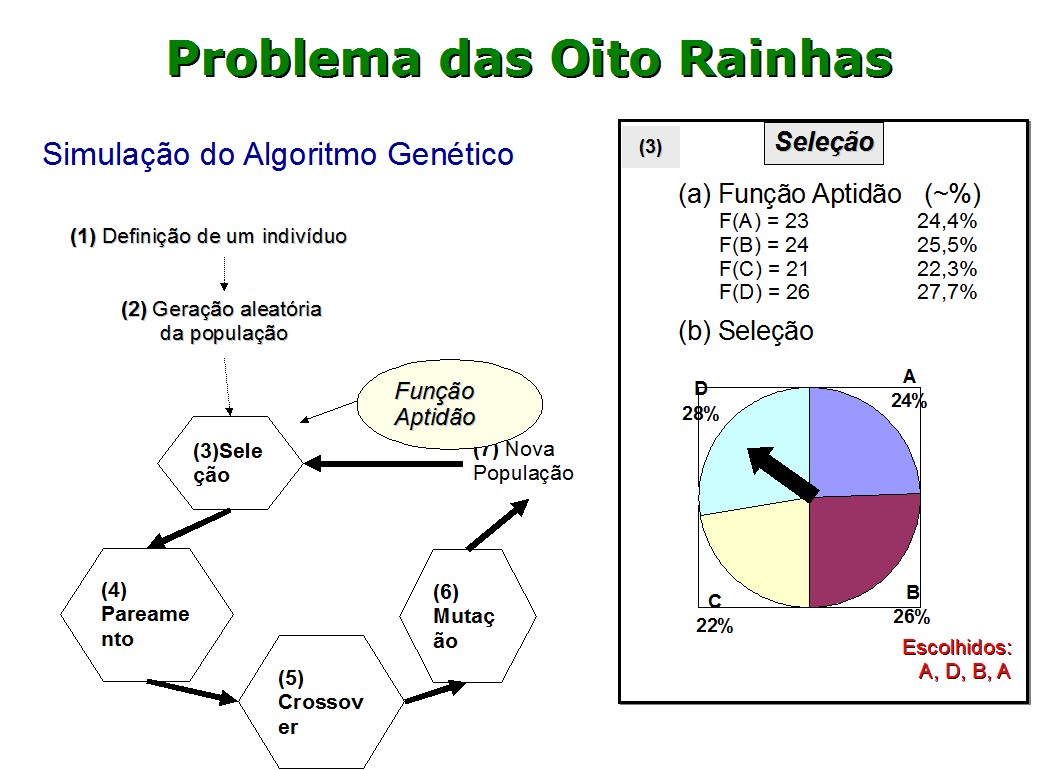 Problema das Oito Rainhas
Simulação do Algoritmo Genético
(1) Definição de um indivíduo
(2) Geração aleatória
da população
Função
Aptidão
(3)Sele
ção
(7) Nova
População
(4)
Pareame
nto
(5)
Crossov
er
(6)
Mutaç
ão
(3)
Seleção
(a) Função Aptidão (~%)
F(A) = 23 24,4%
F(B) = 24 25,5%
F(C) = 21 22,3%
F(D) = 26 27,7%
(b) Seleção
D
28%
A
24%
C
22%
B
26%
Escolhidos:
A, D, B, A